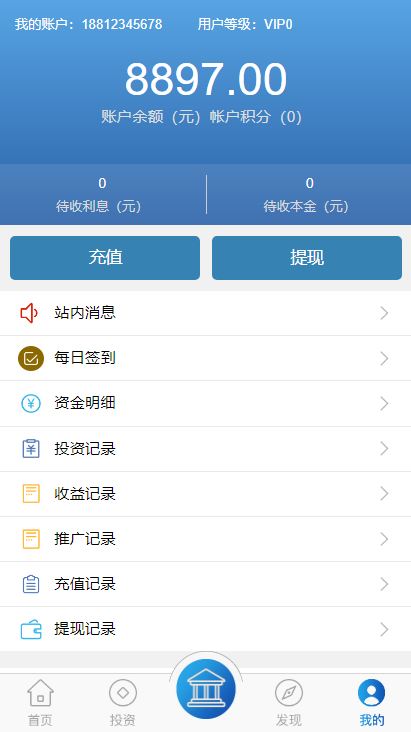 我的账户：18812345678 用户等级：VIP0
8897.00
账户余额（元）帐户积分（0）
0 0
待收利息（元） 待收本金（元）
充值 提现
站内消息
每日签到
资金明细
投资记录
收益记录
推广记录
充值记录
提现记录
首页 投资 发现 我的